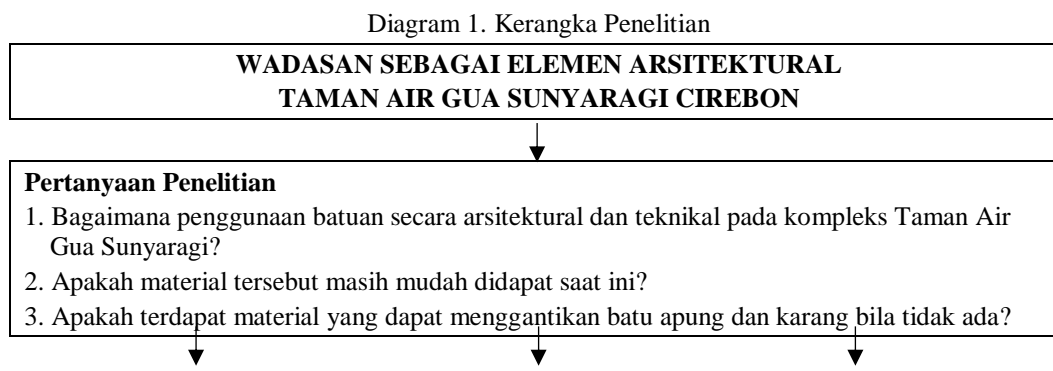 Diagram 1. Kerangka Penelitian
WADASAN SEBAGAI ELEMEN ARSITEKTURAL
TAMAN AIR GUA SUNYARAGI CIREBON
Pertanyaan Penelitian
1. Bagaimana penggunaan batuan secara arsitektural dan teknikal pada kompleks Taman Air
Gua Sunyaragi?
2. Apakah material tersebut masih mudah didapat saat ini?
3. Apakah terdapat material yang dapat menggantikan batu apung dan karang bila tidak ada?